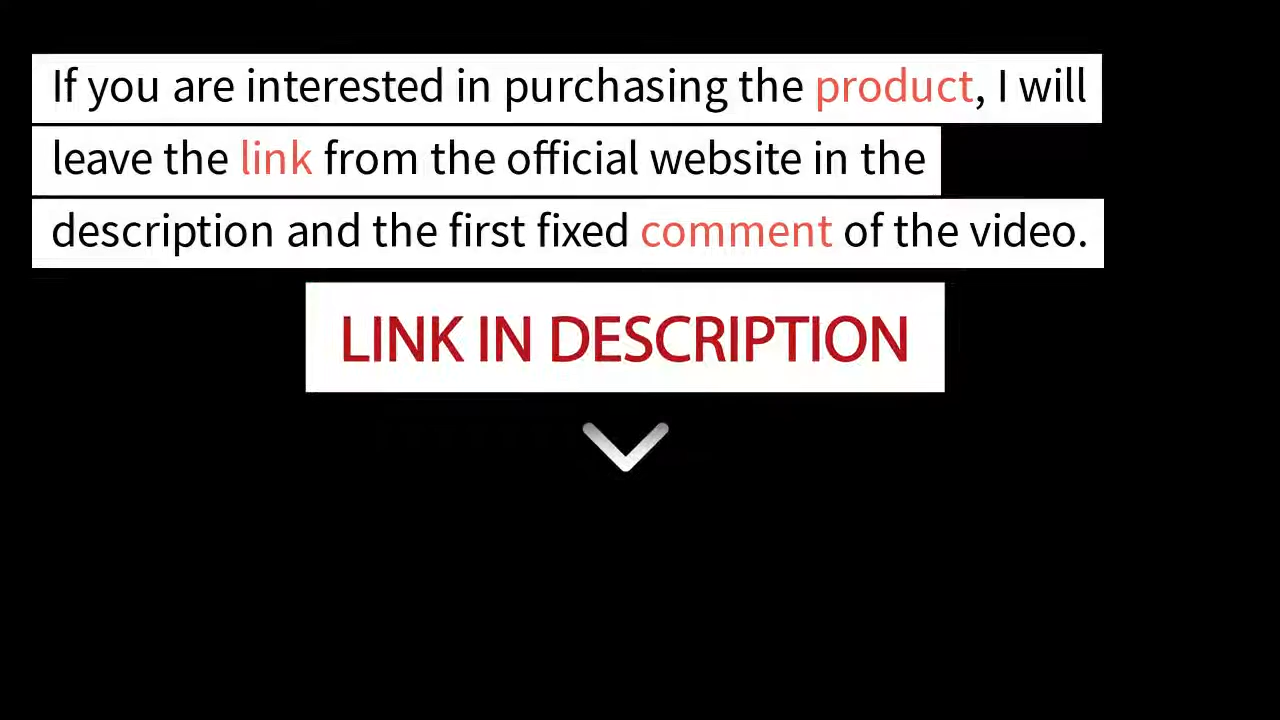 If you are interested in purchasing the product, I will
leave the link from the official website in the
description and the first fixed comment of the video.
LINK IN DESCRIPTION